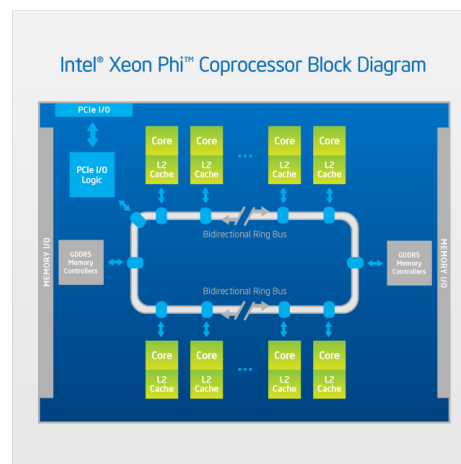 Intel® Xeon Phi™ Coprocessor Block Diagram
PCIe I/O
PCIe I/O
Logic
MEMORY I/O
MEMORY I/O
Core
L2
Cache
Core
L2
Cache
...
Core
L2
Cache
Core
L2
Cache
Bidirectional Ring Bus
GDDR5
Memory
Controllers
GDDR5
Memory
Controllers
Bidirectional Ring Bus
Core
L2
Cache
Core
L2
Cache
...
Core
L2
Cache
Core
L2
Cache